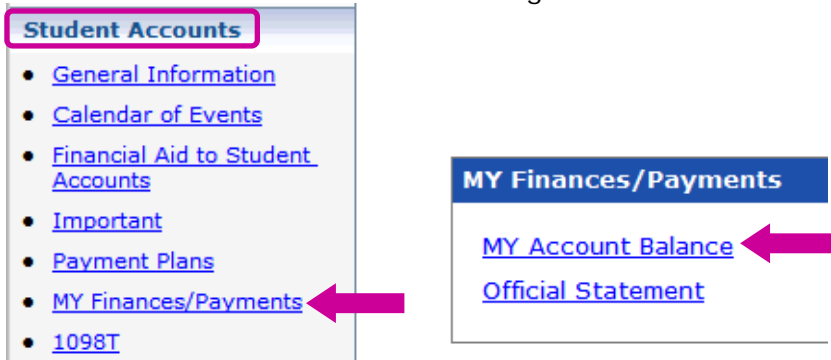 Student Accounts
General Information
Calendar of Events
Financial Aid to Student
Accounts
Important
Payment Plans
MY Finances/Payments
1098T
MY Finances/Payments
MY Account Balance
Official Statement